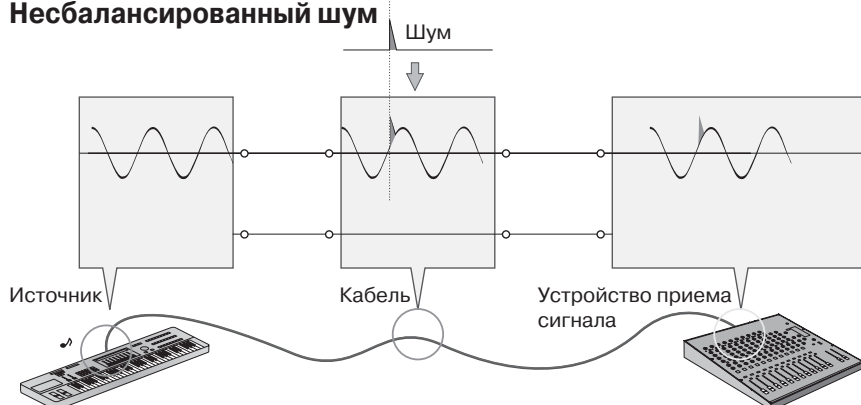 Несбалансированный шум
Шум
Источник
Кабель
Устройство приема
сигнала